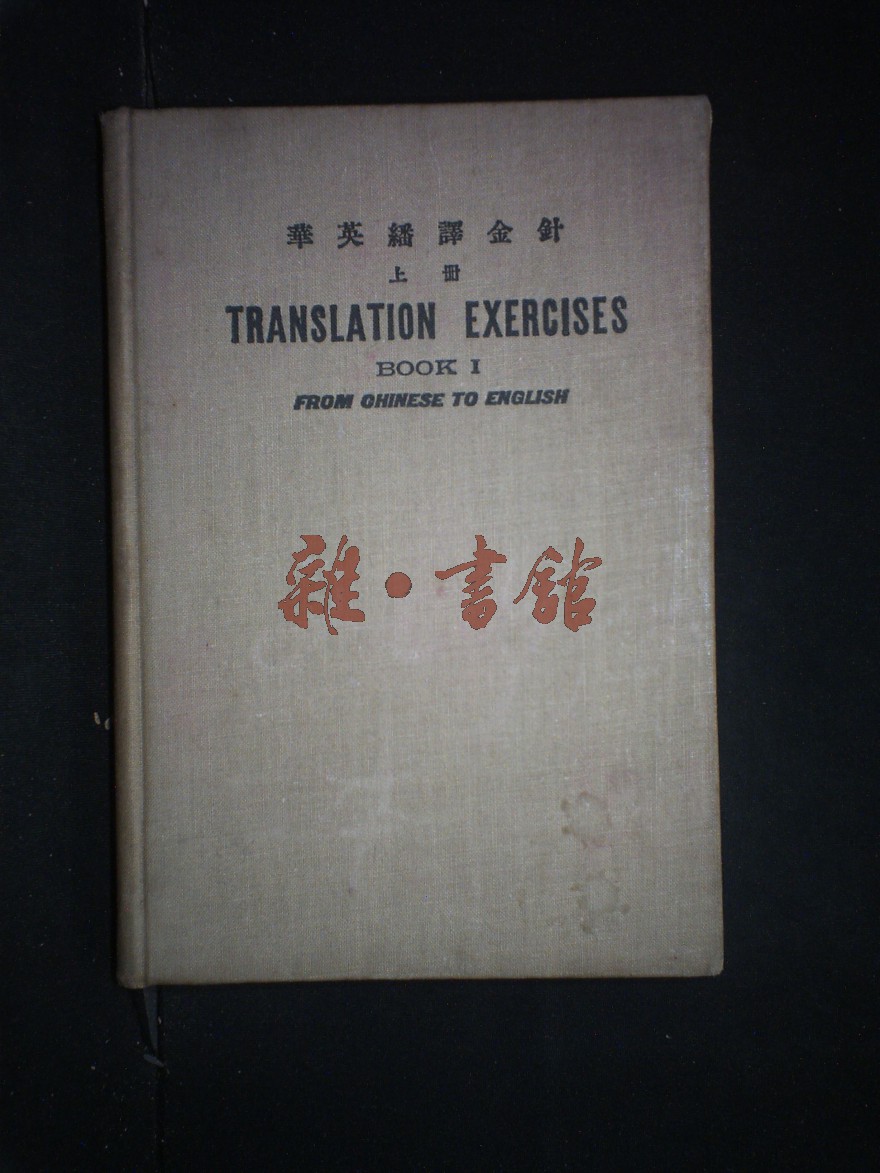 華英繙譯金針
上冊
TRANSLATION EXERCISES
BOOK I
FROM CHINESE TO ENGLISH
雜·書館